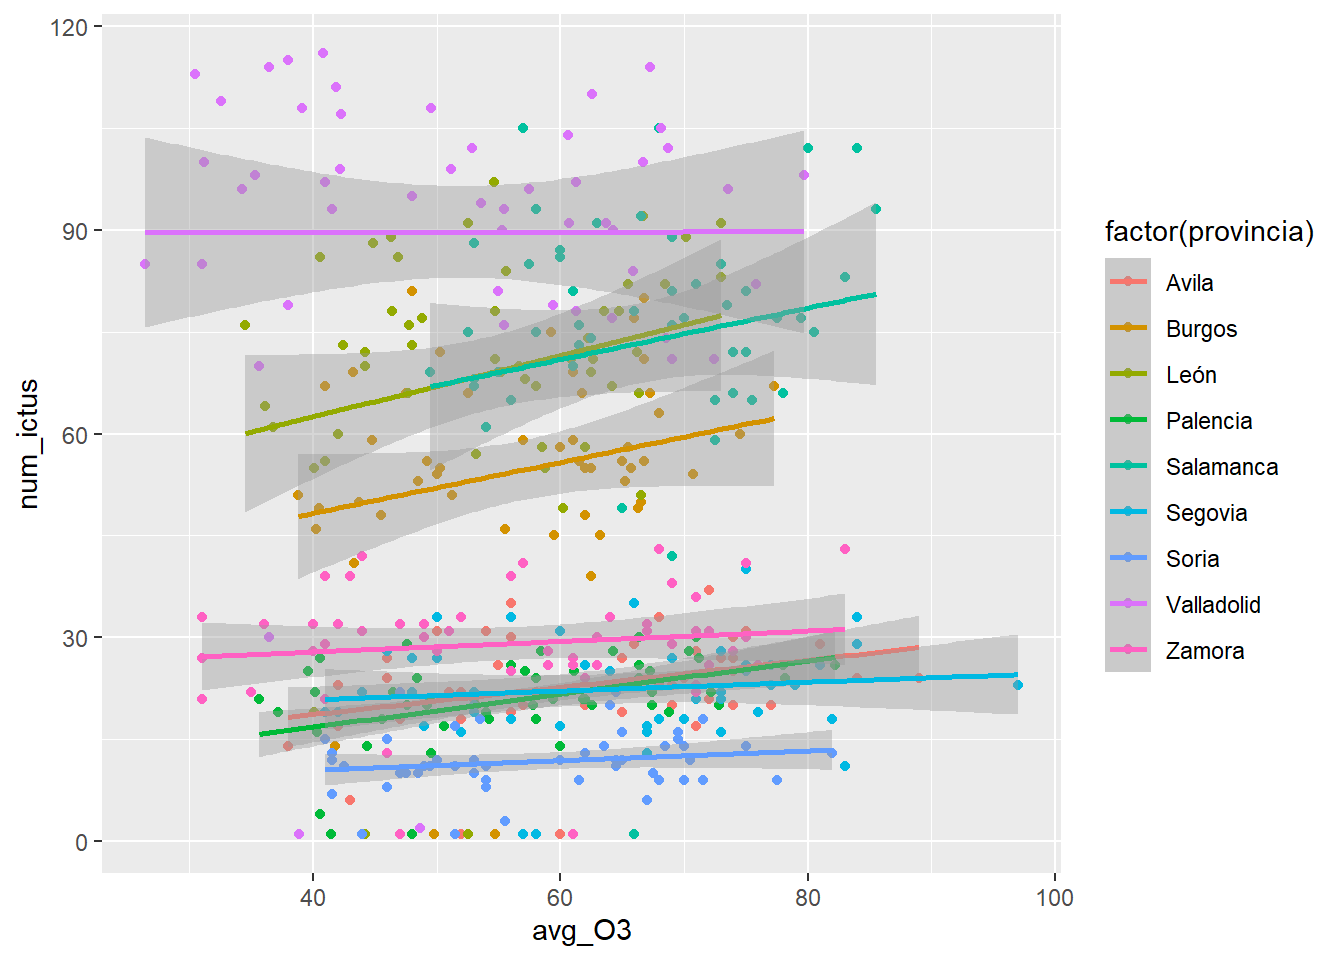 120
90
60
30
0
num_ictus
40
60
80
100
avg_O3
factor(provincia)
Avila
Burgos
León
Palencia
Salamanca
Segovia
Soria
Valladolid
Zamora